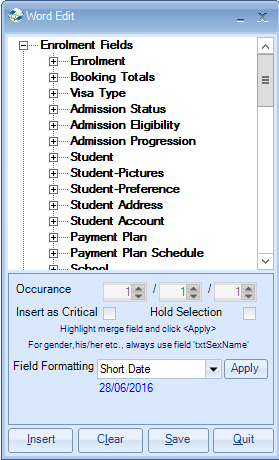 Word Edit
Enrolment Fields
Enrolment
Booking Totals
Visa Type
Admission Status
Admission Eligibility
Admission Progression
Student
Student-Pictures
Student-Preference
Student Address
Student Account
Payment Plan
Payment Plan Schedule
School
Occurance 1 / 1 / 1
Insert as Critical Hold Selection
Highlight merge field and click <Apply>
For gender,his/her etc., always use field 'txtSexName'
Field Formatting Short Date Apply
28/06/2016
Insert Clear Save Quit